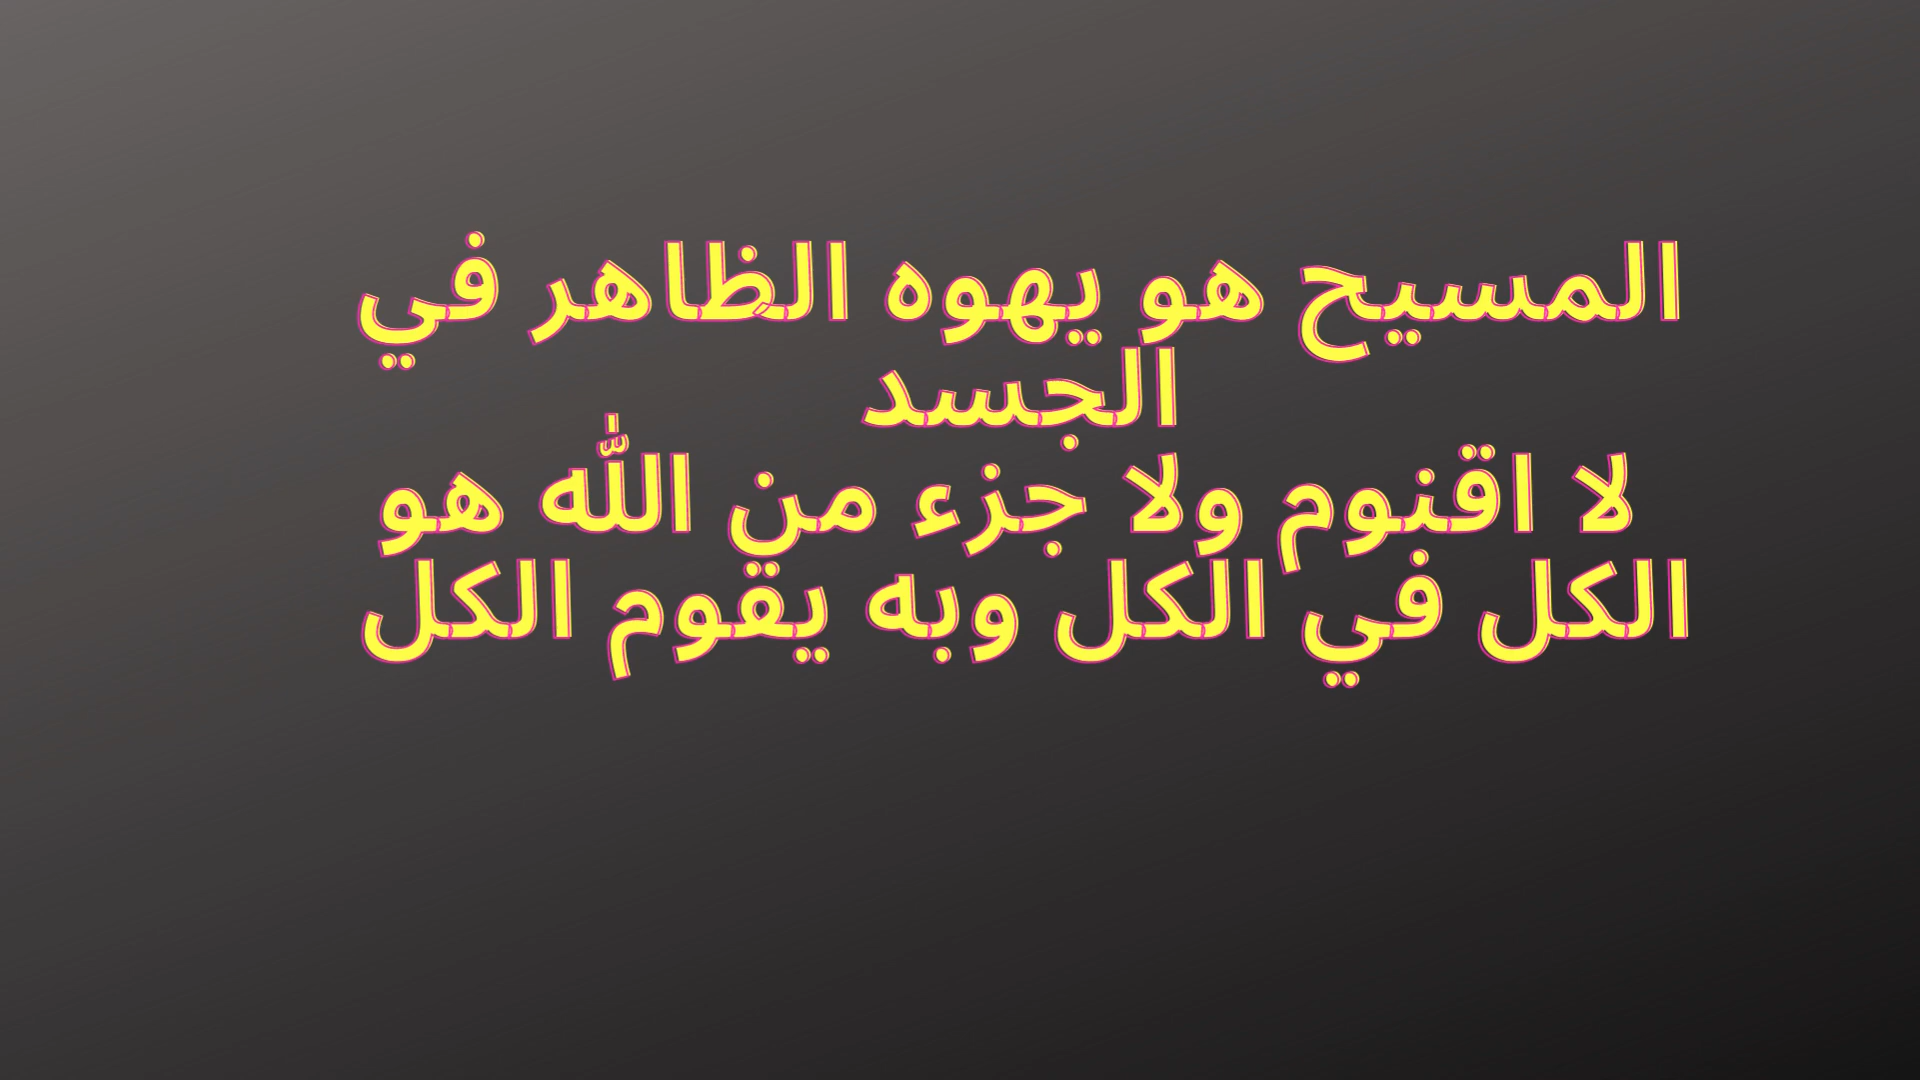 المسيح هو يهوه الظاهر في
الجسد
لا اقنوم ولا جزء من الله هو
الكل في الكل وبه يقوم الكل